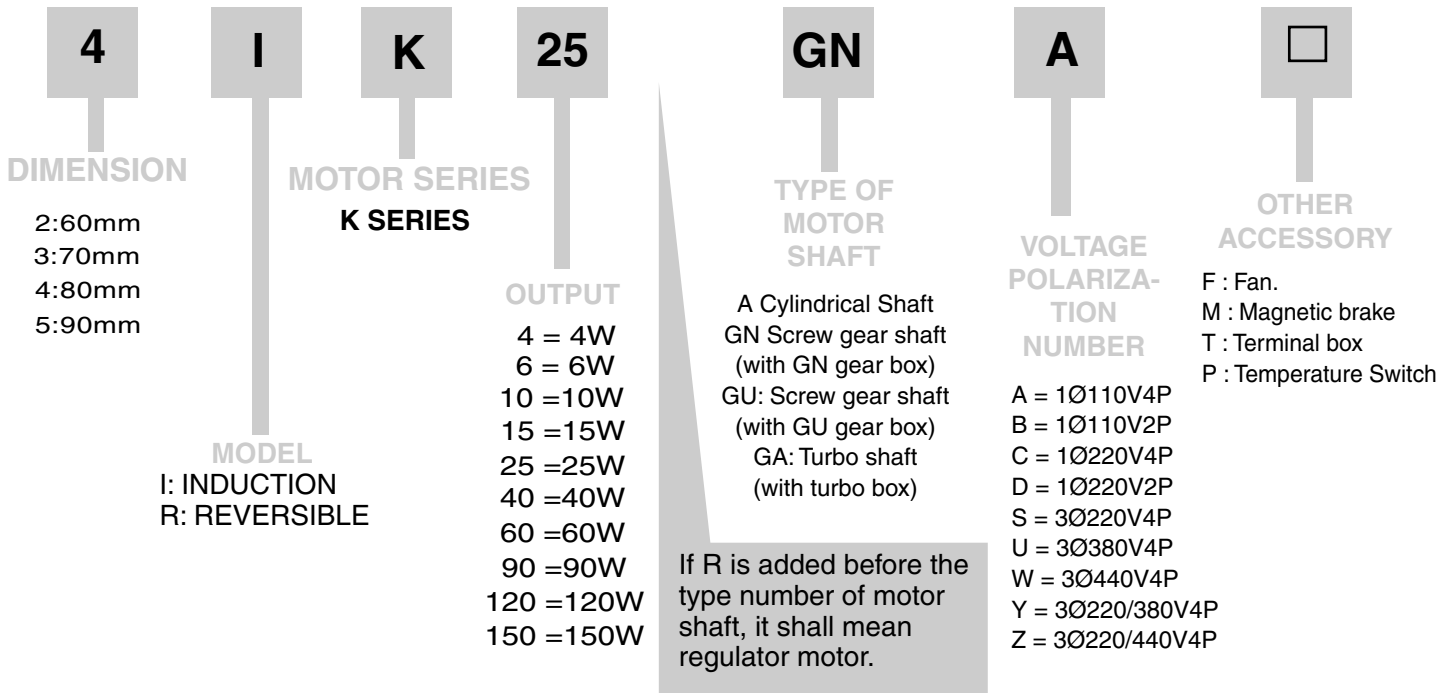 4 I K 25 GN A □
DIMENSION
2:60mm
3:70mm
4:80mm
5:90mm
MODEL
I: INDUCTION
R: REVERSIBLE
MOTOR SERIES
K SERIES
OUTPUT
4 = 4W
6 = 6W
10 =10W
15 =15W
25 =25W
40 =40W
60 =60W
90 =90W
120 =120W
150 =150W
If R is added before the
type number of motor
shaft, it shall mean
regulator motor.
TYPE OF
MOTOR
SHAFT
A Cylindrical Shaft
GN Screw gear shaft
(with GN gear box)
GU: Screw gear shaft
(with GU gear box)
GA: Turbo shaft
(with turbo box)
VOLTAGE
POLARIZA-
TION
NUMBER
A = 1Ø110V4P
B = 1Ø110V2P
C = 1Ø220V4P
D = 1Ø220V2P
S = 3Ø220V4P
U = 3Ø380V4P
W = 3Ø440V4P
Y = 3Ø220/380V4P
Z = 3Ø220/440V4P
OTHER
ACCESSORY
F : Fan.
M : Magnetic brake
T : Terminal box
P : Temperature Switch